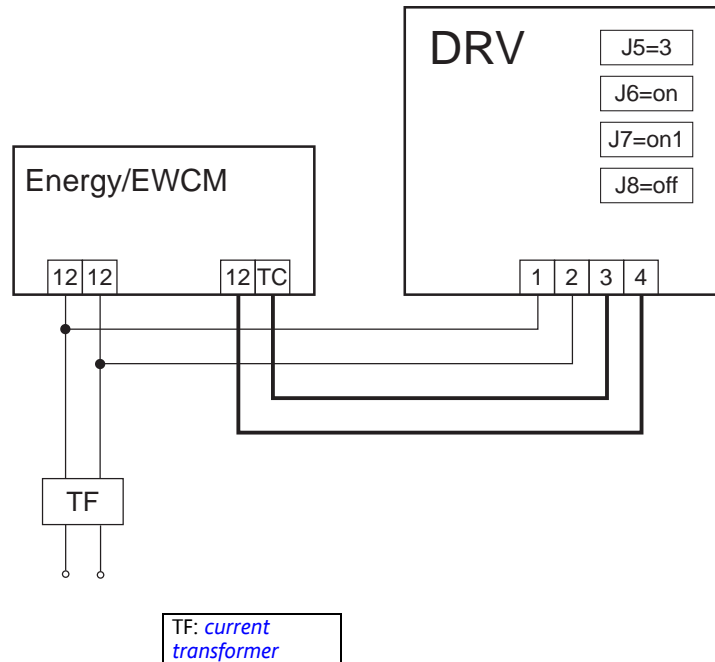 DRV
J5=3
J6=on
J7=on1
J8=off
Energy/EWCM
12 12 12 TC
1 2 3 4
TF
TF: current
transformer